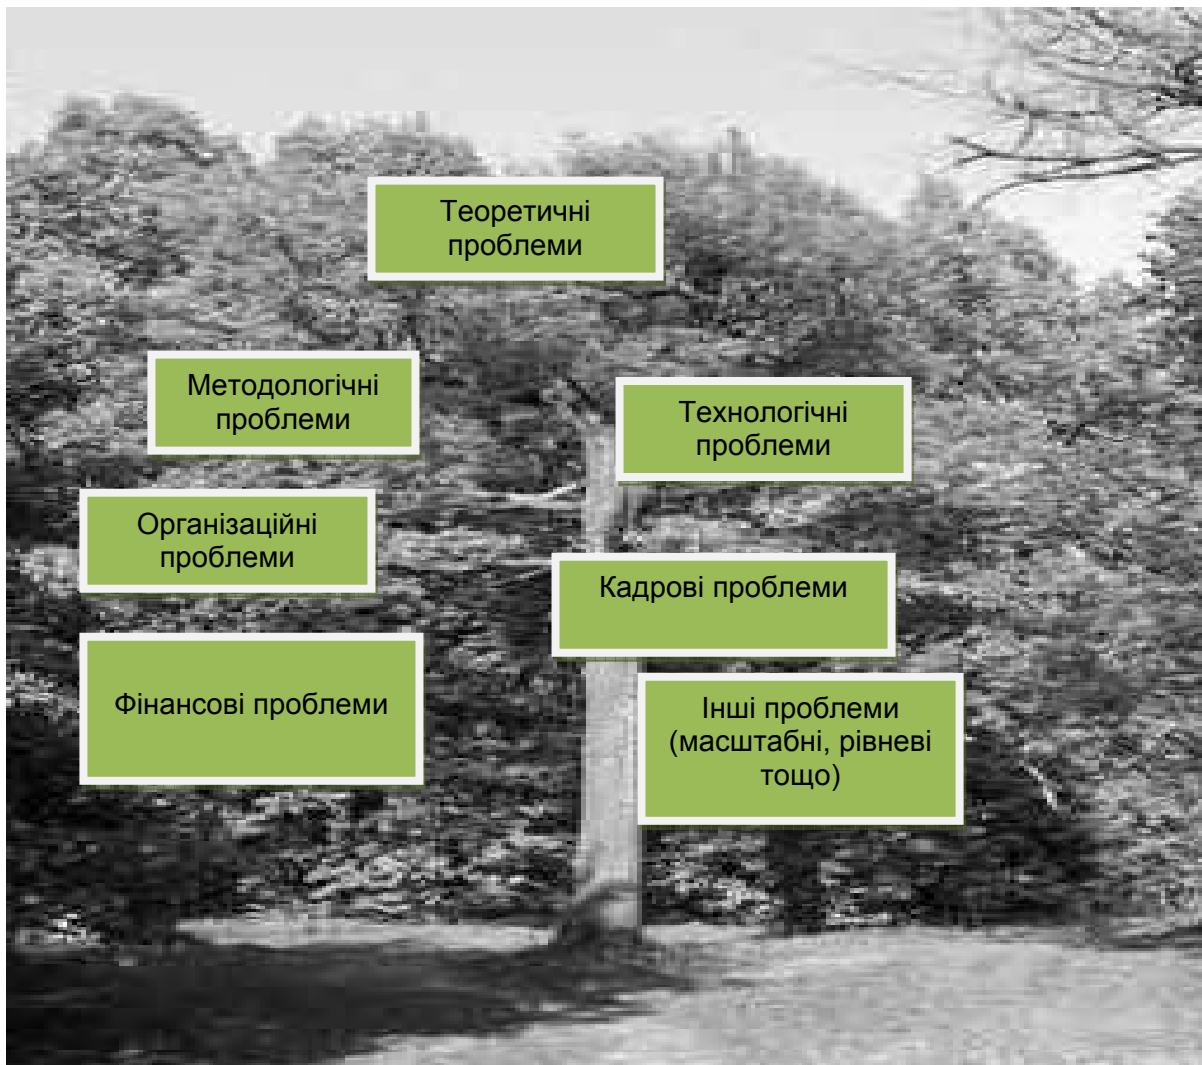 Теоретичні
проблеми
Методологічні
проблеми
Технологічні
проблеми
Організаційні
проблеми
Кадрові проблеми
Фінансові проблеми
Інші проблеми
(масштабні, рівневі
тощо)